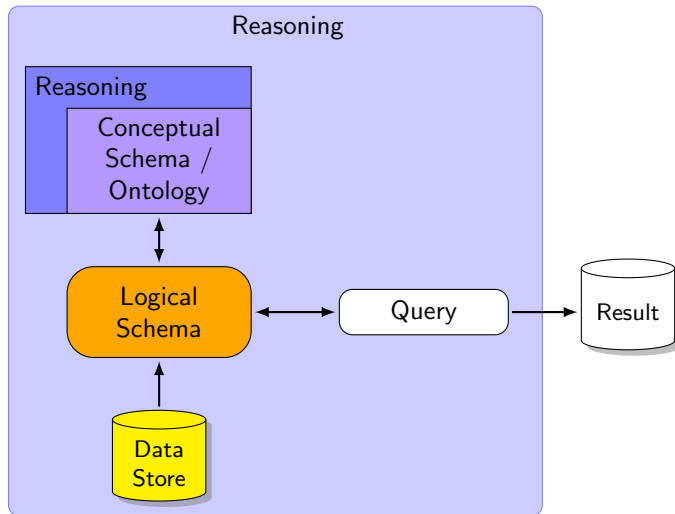 Reasoning
Reasoning
Conceptual
Schema /
Ontology
Logical
Schema
Query
Result
Data
Store